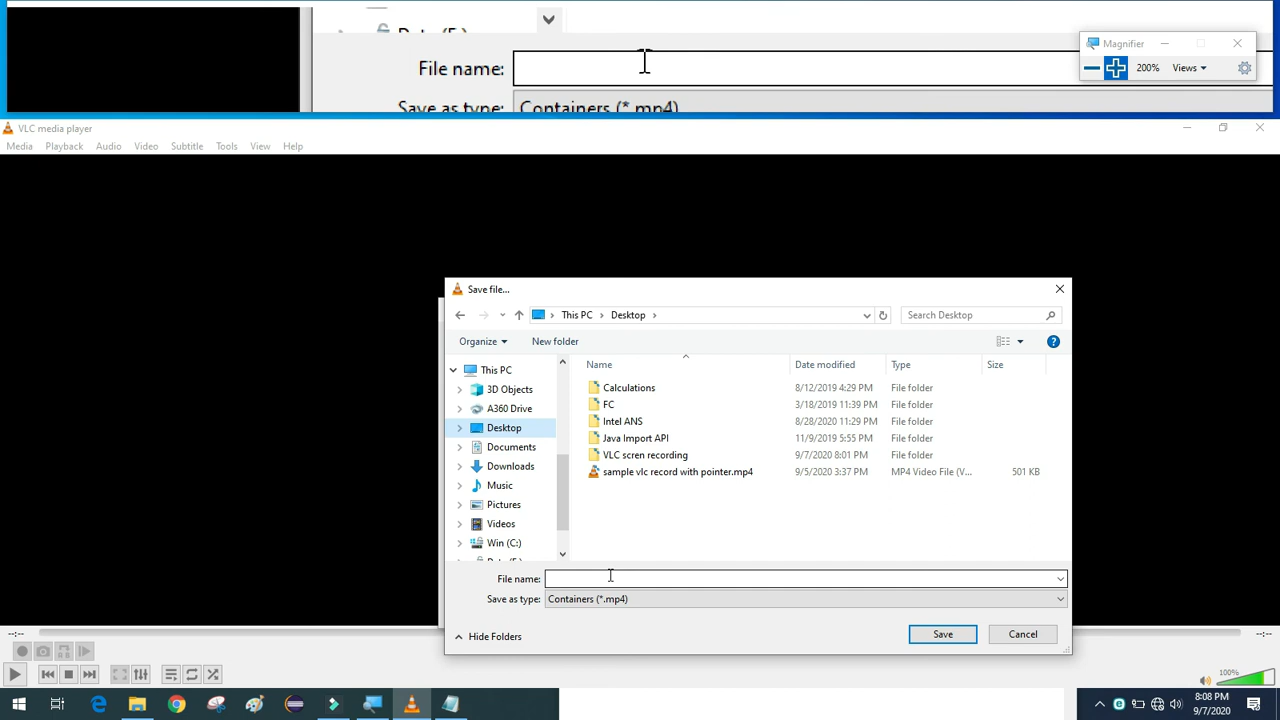 File name:
Save as type: Containers (*.mp4)
Magnifier
200% Views
VLC media player
Media Playback Audio Video Subtitle Tools View Help
Save file...
This PC Desktop
Search Desktop
Organize New folder
Name Date modified Type Size
This PC
3D Objects
A360 Drive
Desktop
Documents
Downloads
Music
Pictures
Videos
Win (C:)
Calculations 8/12/2019 4:29 PM File folder
FC 3/18/2019 11:39 PM File folder
Intel ANS 8/28/2020 11:29 PM File folder
Java Import API 11/9/2019 5:55 PM File folder
VLC scren recording 9/7/2020 8:01 PM File folder
sample vlc record with pointer.mp4 9/5/2020 3:37 PM MP4 Video File (V... 501 KB
File name:
Save as type: Containers (*.mp4)
Hide Folders
Save Cancel
--:-- --:--
100%
8:08 PM
9/7/2020